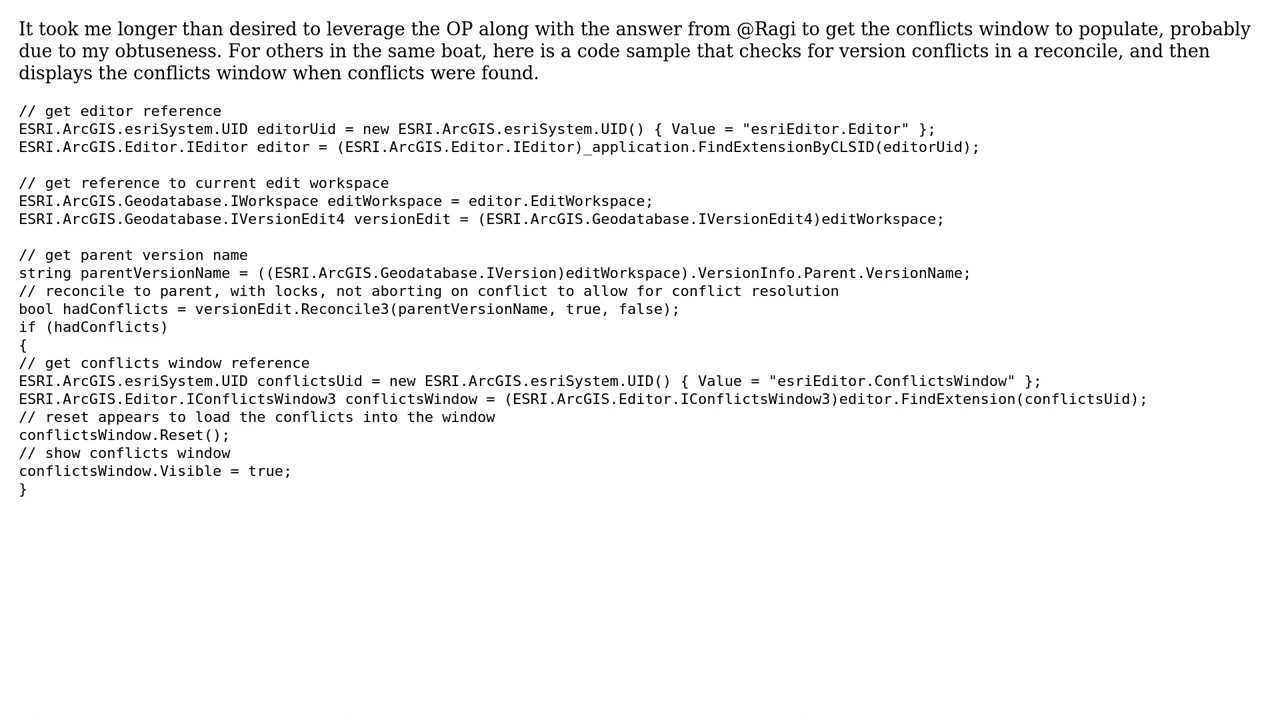 It took me longer than desired to leverage the OP along with the answer from @Ragi to get the conflicts window to populate, probably
due to my obtuseness. For others in the same boat, here is a code sample that checks for version conflicts in a reconcile, and then
displays the conflicts window when conflicts were found.

// get editor reference
ESRI.ArcGIS.esriSystem.UID editorUid = new ESRI.ArcGIS.esriSystem.UID() { Value = "esriEditor.Editor" };
ESRI.ArcGIS.Editor.IEditor editor = (ESRI.ArcGIS.Editor.IEditor)_application.FindExtensionByCLSID(editorUid);

// get reference to current edit workspace
ESRI.ArcGIS.Geodatabase.IWorkspace editWorkspace = editor.EditWorkspace;
ESRI.ArcGIS.Geodatabase.IVersionEdit4 versionEdit = (ESRI.ArcGIS.Geodatabase.IVersionEdit4)editWorkspace;

// get parent version name
string parentVersionName = ((ESRI.ArcGIS.Geodatabase.IVersion)editWorkspace).VersionInfo.Parent.VersionName;
// reconcile to parent, with locks, not aborting on conflict to allow for conflict resolution
bool hadConflicts = versionEdit.Reconcile3(parentVersionName, true, false);
if (hadConflicts)
{
// get conflicts window reference
ESRI.ArcGIS.esriSystem.UID conflictsUid = new ESRI.ArcGIS.esriSystem.UID() { Value = "esriEditor.ConflictsWindow" };
ESRI.ArcGIS.Editor.IConflictsWindow3 conflictsWindow = (ESRI.ArcGIS.Editor.IConflictsWindow3)editor.FindExtension(conflictsUid);
// reset appears to load the conflicts into the window
conflictsWindow.Reset();
// show conflicts window
conflictsWindow.Visible = true;
}